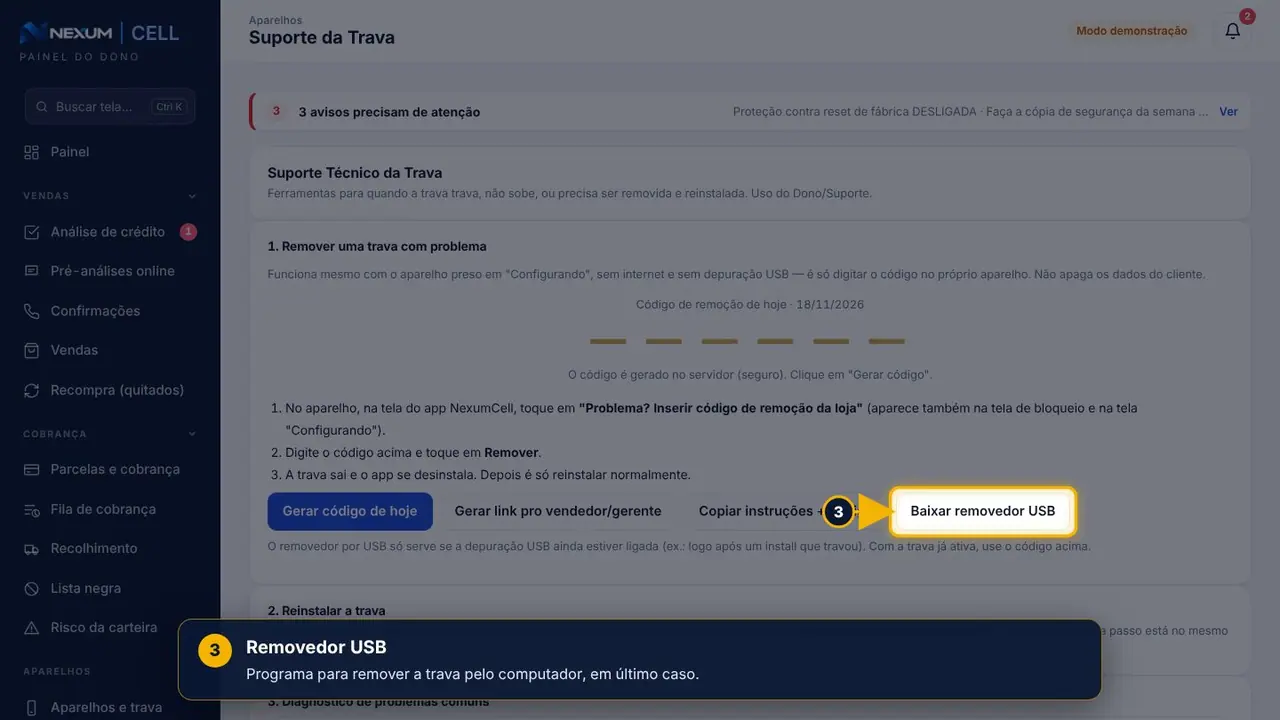 NEXUM | CELL
PAINEL DO DONO
Buscar tela... Ctrl K
Painel
VENDAS
Análise de crédito 1
Pré-análises online
Confirmações
Vendas
Recompra (quitados)
COBRANÇA
Parcelas e cobrança
Fila de cobrança
Recolhimento
Lista negra
Risco da carteira
APARELHOS
Aparelhos e trava
Aparelhos
Suporte da Trava
Modo demonstração
2
3 3 avisos precisam de atenção
Proteção contra reset de fábrica DESLIGADA · Faça a cópia de segurança da semana ... Ver
Suporte Técnico da Trava
Ferramentas para quando a trava trava, não sobe, ou precisa ser removida e reinstalada. Uso do Dono/Suporte.
1. Remover uma trava com problema
Funciona mesmo com o aparelho preso em "Configurando", sem internet e sem depuração USB — é só digitar o código no próprio aparelho. Não apaga os dados do cliente.
Código de remoção de hoje · 18/11/2026
O código é gerado no servidor (seguro). Clique em "Gerar código".
1. No aparelho, na tela do app NexumCell, toque em "Problema? Inserir código de remoção da loja" (aparece também na tela de bloqueio e na tela
"Configurando").
2. Digite o código acima e toque em Remover.
3. A trava sai e o app se desinstala. Depois é só reinstalar normalmente.
Gerar código de hoje
Gerar link pro vendedor/gerente
Copiar instruções
3
Baixar removedor USB
O removedor por USB só serve se a depuração USB ainda estiver ligada (ex.: logo após um install que travou). Com a trava já ativa, use o código acima.
2. Reinstalar a trava
passo está no mesmo
3 Removedor USB
Programa para remover a trava pelo computador, em último caso.
3. Diagnóstico de problemas comuns